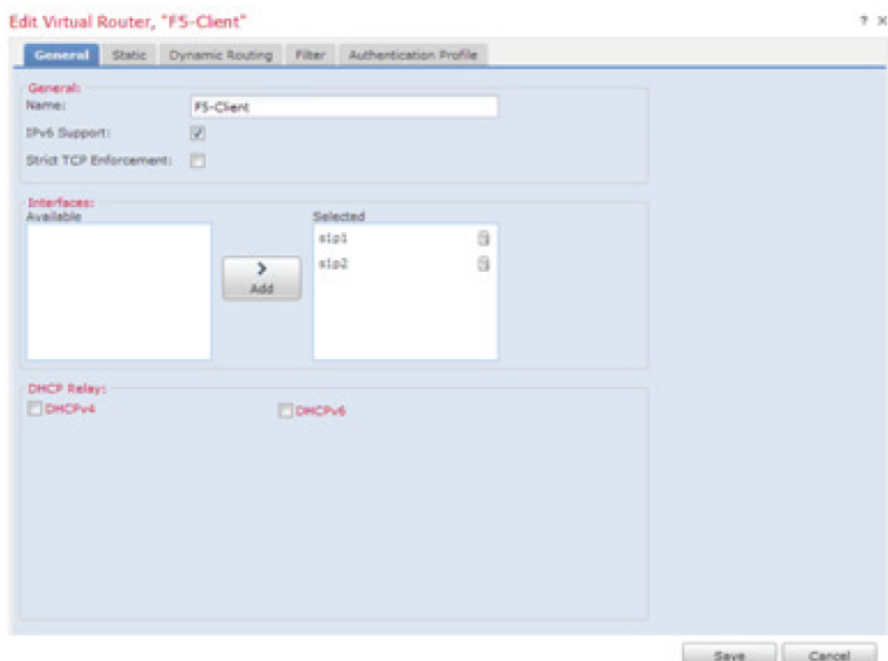 Edit Virtual Router, "F5-Client"
? X
General Static Dynamic Routing Filter Authentication Profile
General:
Name: F5-Client
IPv6 Support:
Strict TCP Enforcement:
Interfaces:
Available Selected
s1p1
s1p2
> Add
DHCP Relay:
DHCPv4 DHCPv6
Save Cancel